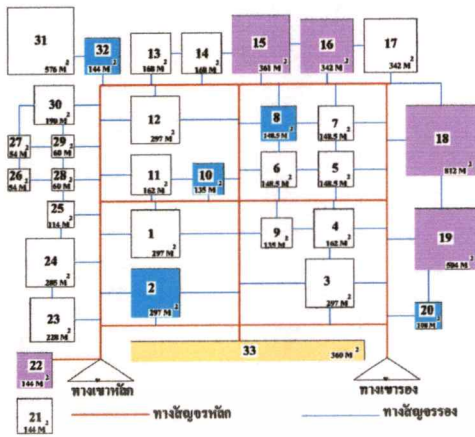 31
576 M²
32
144 M²
13
168 M²
14
168 M²
15
361 M²
16
342 M²
17
342 M²
30
198 M²
12
297 M²
8
148.5 M²
7
148.5 M²
18
812 M²
27
54 M²
29
60 M²
26
54 M²
28
60 M²
11
162 M²
10
135 M²
6
148.5 M²
5
148.5 M²
25
114 M²
1
297 M²
9
135 M²
4
162 M²
19
504 M²
24
285 M²
2
297 M²
3
297 M²
20
198 M²
23
228 M²
33
360 M²
22
144 M²
ทางเขาหลัก
ทางเขารอง
21
144 M²
ทางสัญจรหลัก
ทางสัญจรรอง